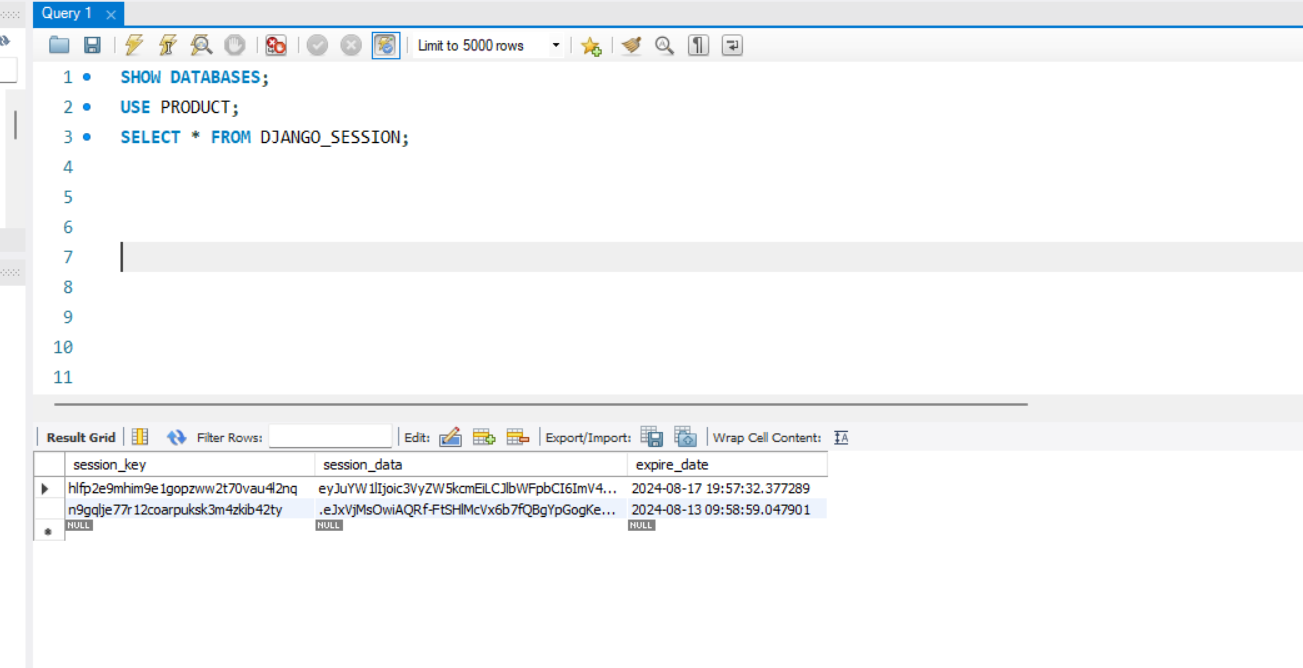 Query 1
Limit to 5000 rows
1 SHOW DATABASES;
2 USE PRODUCT;
3 SELECT * FROM DJANGO_SESSION;
4
5
6
7
8
9
10
11
Result Grid Filter Rows: Edit: Export/Import: Wrap Cell Content:
session_key session_data expire_date
hlfp2e9mhim9e1gopzww2t70vau4l2nq eyJuYW1lIjoic3VyZW5kcmEiLCJlbWFpbCI6ImV4... 2024-08-17 19:57:32.377289
n9gqlje77r12coarpuksk3m4zkib42ty .eJxVjMsOwiAQRf-FtSHlMcVx6b7fQBgYpGogKe... 2024-08-13 09:58:59.047901
NULL NULL NULL